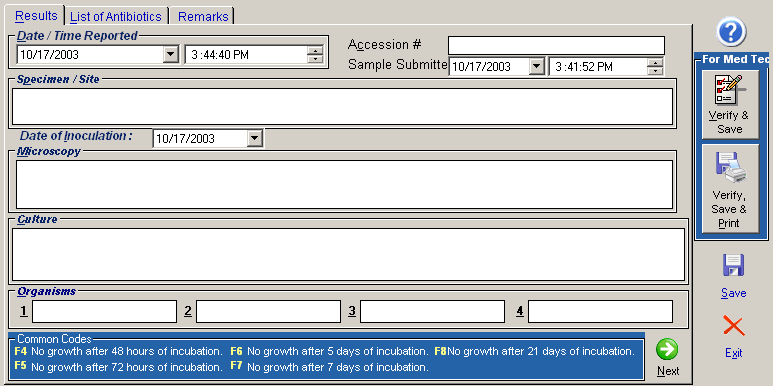 Results List of Antibiotics Remarks
Date / Time Reported
10/17/2003 3:44:40 PM
Accession #
Sample Submitte 10/17/2003 3:41:52 PM
Specimen / Site
Date of Inoculation : 10/17/2003
Microscopy
Culture
Organisms
1 2 3 4
Common Codes
F4 No growth after 48 hours of incubation. F6 No growth after 5 days of incubation. F8 No growth after 21 days of incubation.
F5 No growth after 72 hours of incubation. F7 No growth after 7 days of incubation.
Next
?
For Med Tec
Verify &
Save
Verify,
Save &
Print
Save
Exit